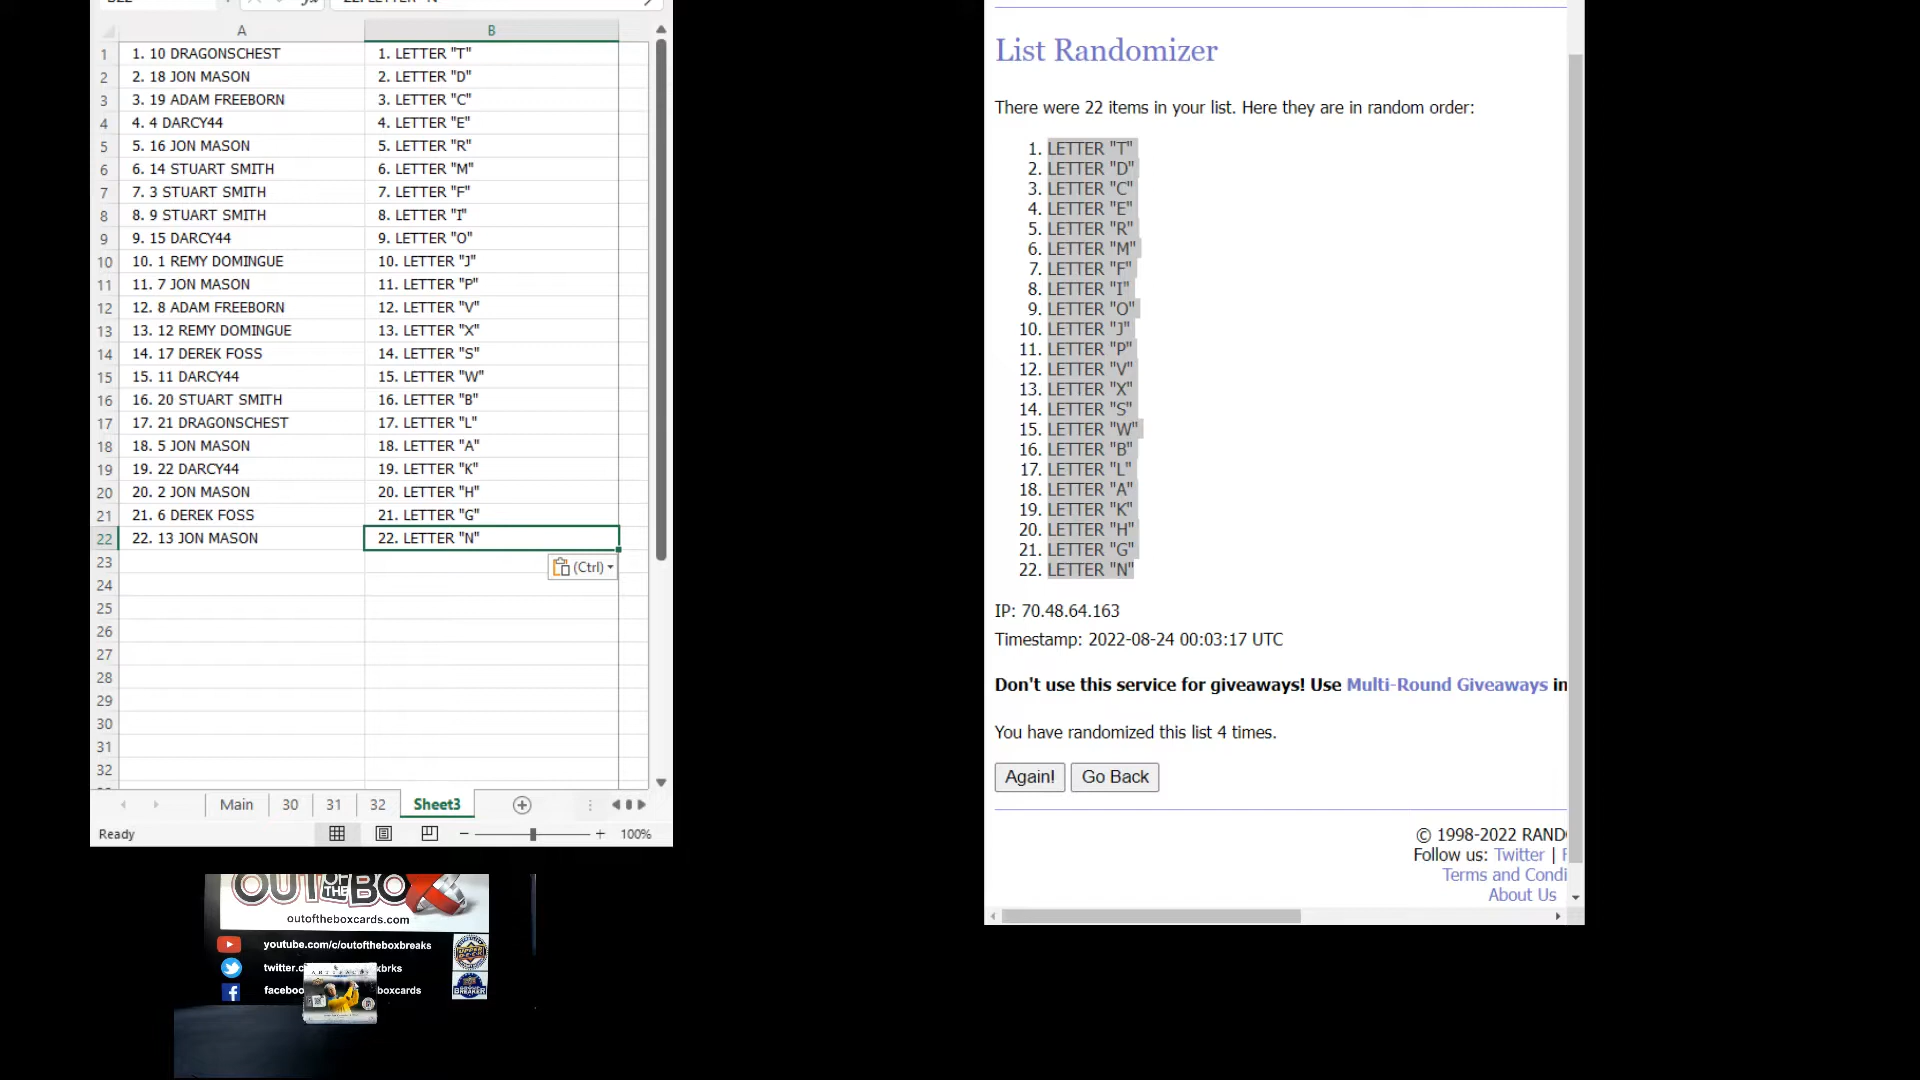 A B
1 1. 10 DRAGONSCHEST 1. LETTER "T"
2 2. 18 JON MASON 2. LETTER "D"
3 3. 19 ADAM FREEBORN 3. LETTER "C"
4 4. 4 DARCY44 4. LETTER "E"
5 5. 16 JON MASON 5. LETTER "R"
6 6. 14 STUART SMITH 6. LETTER "M"
7 7. 3 STUART SMITH 7. LETTER "F"
8 8. 9 STUART SMITH 8. LETTER "I"
9 9. 15 DARCY44 9. LETTER "O"
10 10. 1 REMY DOMINGUE 10. LETTER "J"
11 11. 7 JON MASON 11. LETTER "P"
12 12. 8 ADAM FREEBORN 12. LETTER "V"
13 13. 12 REMY DOMINGUE 13. LETTER "X"
14 14. 17 DEREK FOSS 14. LETTER "S"
15 15. 11 DARCY44 15. LETTER "W"
16 16. 20 STUART SMITH 16. LETTER "B"
17 17. 21 DRAGONSCHEST 17. LETTER "L"
18 18. 5 JON MASON 18. LETTER "A"
19 19. 22 DARCY44 19. LETTER "K"
20 20. 2 JON MASON 20. LETTER "H"
21 21. 6 DEREK FOSS 21. LETTER "G"
22 22. 13 JON MASON 22. LETTER "N"
23
(Ctrl)
24
25
26
27
28
29
30
31
32
Main 30 31 32 Sheet3
Ready 100%
OUT OF THE BOX
outoftheboxcards.com
youtube.com/c/outoftheboxbreaks
twitter.c xbrks
faceboo boxcards
ARTIFACTS
List Randomizer
There were 22 items in your list. Here they are in random order:
1. LETTER "T"
2. LETTER "D"
3. LETTER "C"
4. LETTER "E"
5. LETTER "R"
6. LETTER "M"
7. LETTER "F"
8. LETTER "I"
9. LETTER "O"
10. LETTER "J"
11. LETTER "P"
12. LETTER "V"
13. LETTER "X"
14. LETTER "S"
15. LETTER "W"
16. LETTER "B"
17. LETTER "L"
18. LETTER "A"
19. LETTER "K"
20. LETTER "H"
21. LETTER "G"
22. LETTER "N"
IP: 70.48.64.163
Timestamp: 2022-08-24 00:03:17 UTC
Don't use this service for giveaways! Use Multi-Round Giveaways in
You have randomized this list 4 times.
Again! Go Back
© 1998-2022 RAND
Follow us: Twitter | F
Terms and Condi
About Us